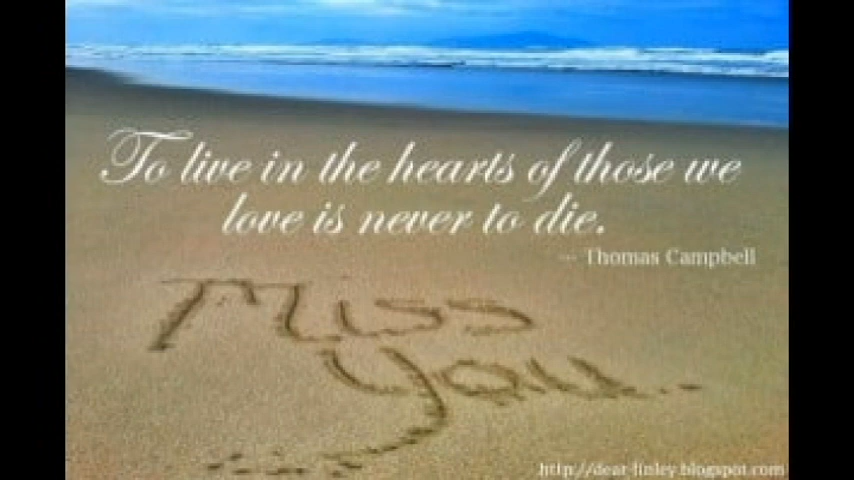 To live in the hearts of those we
love is never to die.
--- Thomas Campbell
Miss
You...
http://dear-finley.blogspot.com